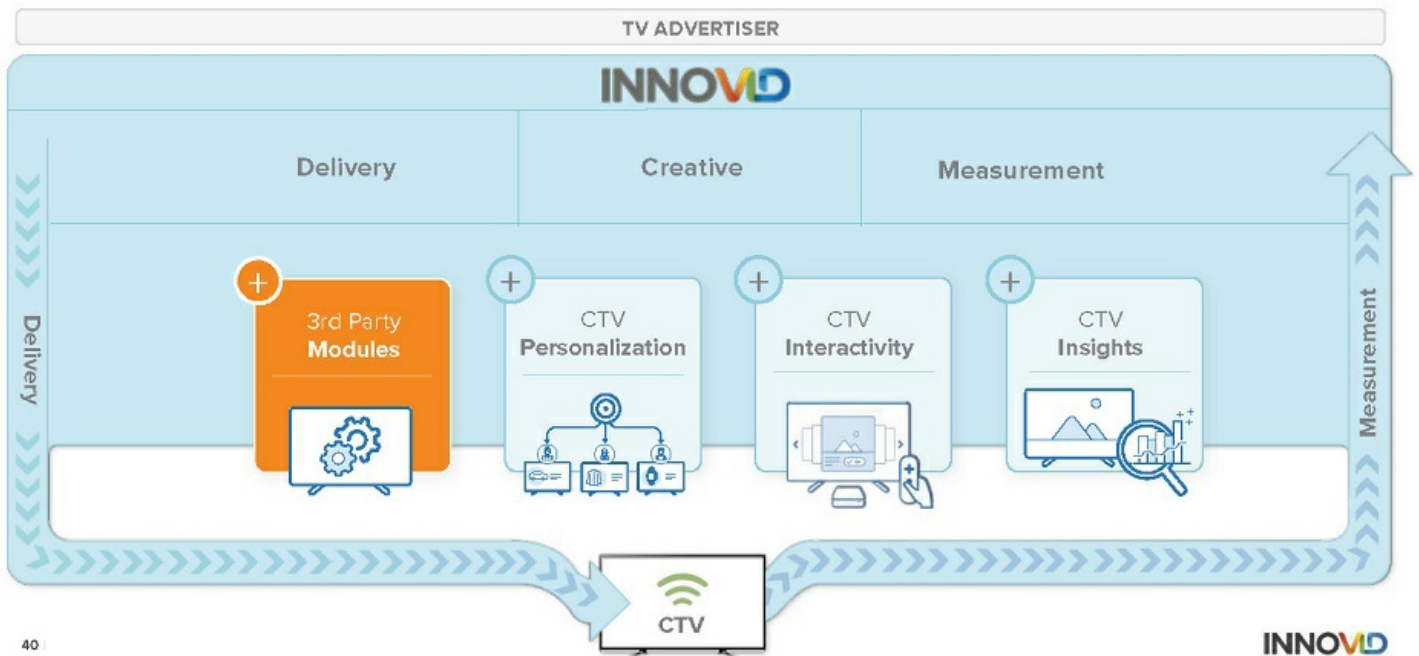 TV ADVERTISER
INNOVID
Delivery
Creative
Measurement
3rd Party
Modules
CTV
Personalization
CTV
Interactivity
CTV
Insights
Delivery
Measurement
CTV
40
INNOVID